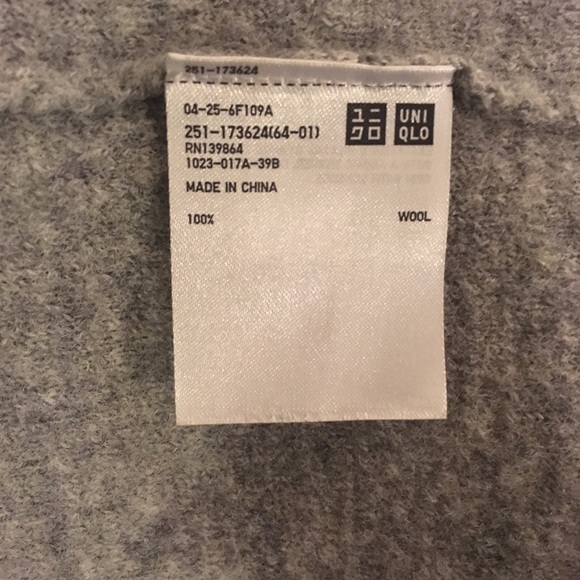 251-173624
04-25-6F109A
251-173624(64-01)
RN139864
1023-017A-39B
MADE IN CHINA
ユニ
クロ
UNI
QLO
100% WOOL